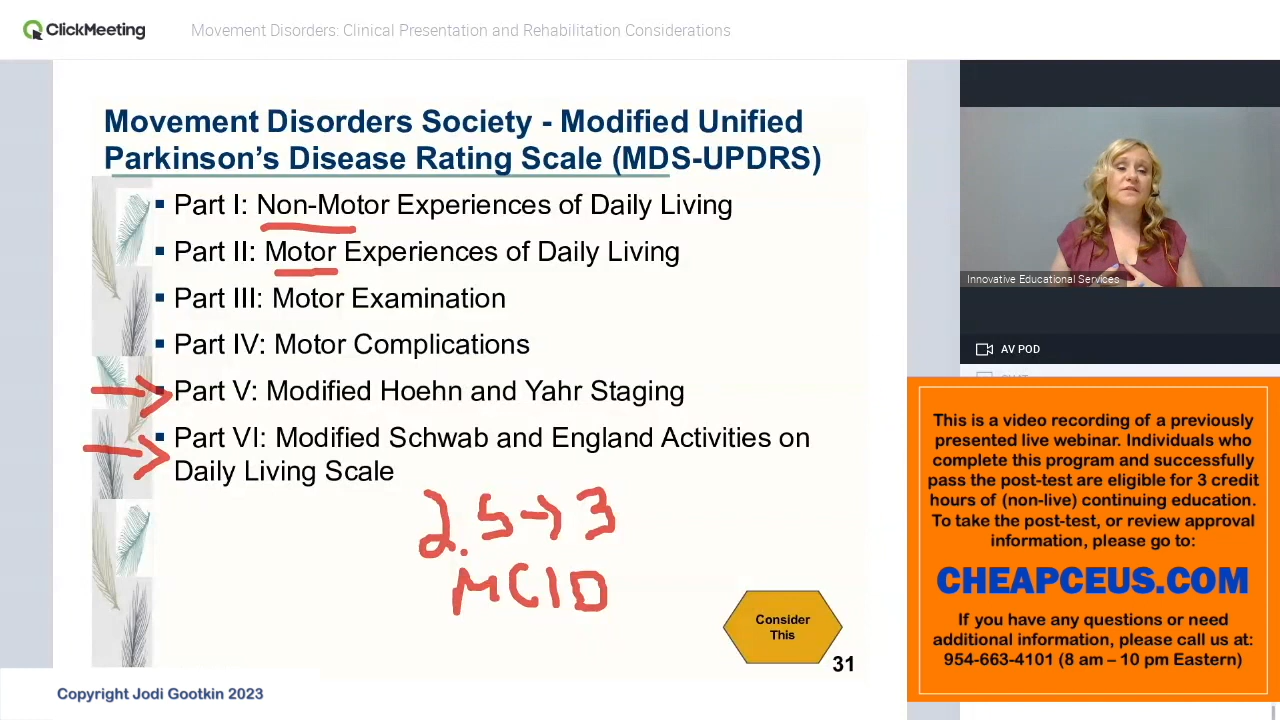 ClickMeeting
Movement Disorders: Clinical Presentation and Rehabilitation Considerations
Movement Disorders Society - Modified Unified
Parkinson's Disease Rating Scale (MDS-UPDRS)
Part I: Non-Motor Experiences of Daily Living
Part II: Motor Experiences of Daily Living
Part III: Motor Examination
Part IV: Motor Complications
Part V: Modified Hoehn and Yahr Staging
Part VI: Modified Schwab and England Activities on
Daily Living Scale
2.5→3
MCID
Consider
This
31
Copyright Jodi Gootkin 2023
Innovative Educational Services
AV POD
This is a video recording of a previously
presented live webinar. Individuals who
complete this program and successfully
pass the post-test are eligible for 3 credit
hours of (non-live) continuing education.
To take the post-test, or review approval
information, please go to:
CHEAPCEUS.COM
If you have any questions or need
additional information, please call us at:
954-663-4101 (8 am – 10 pm Eastern)